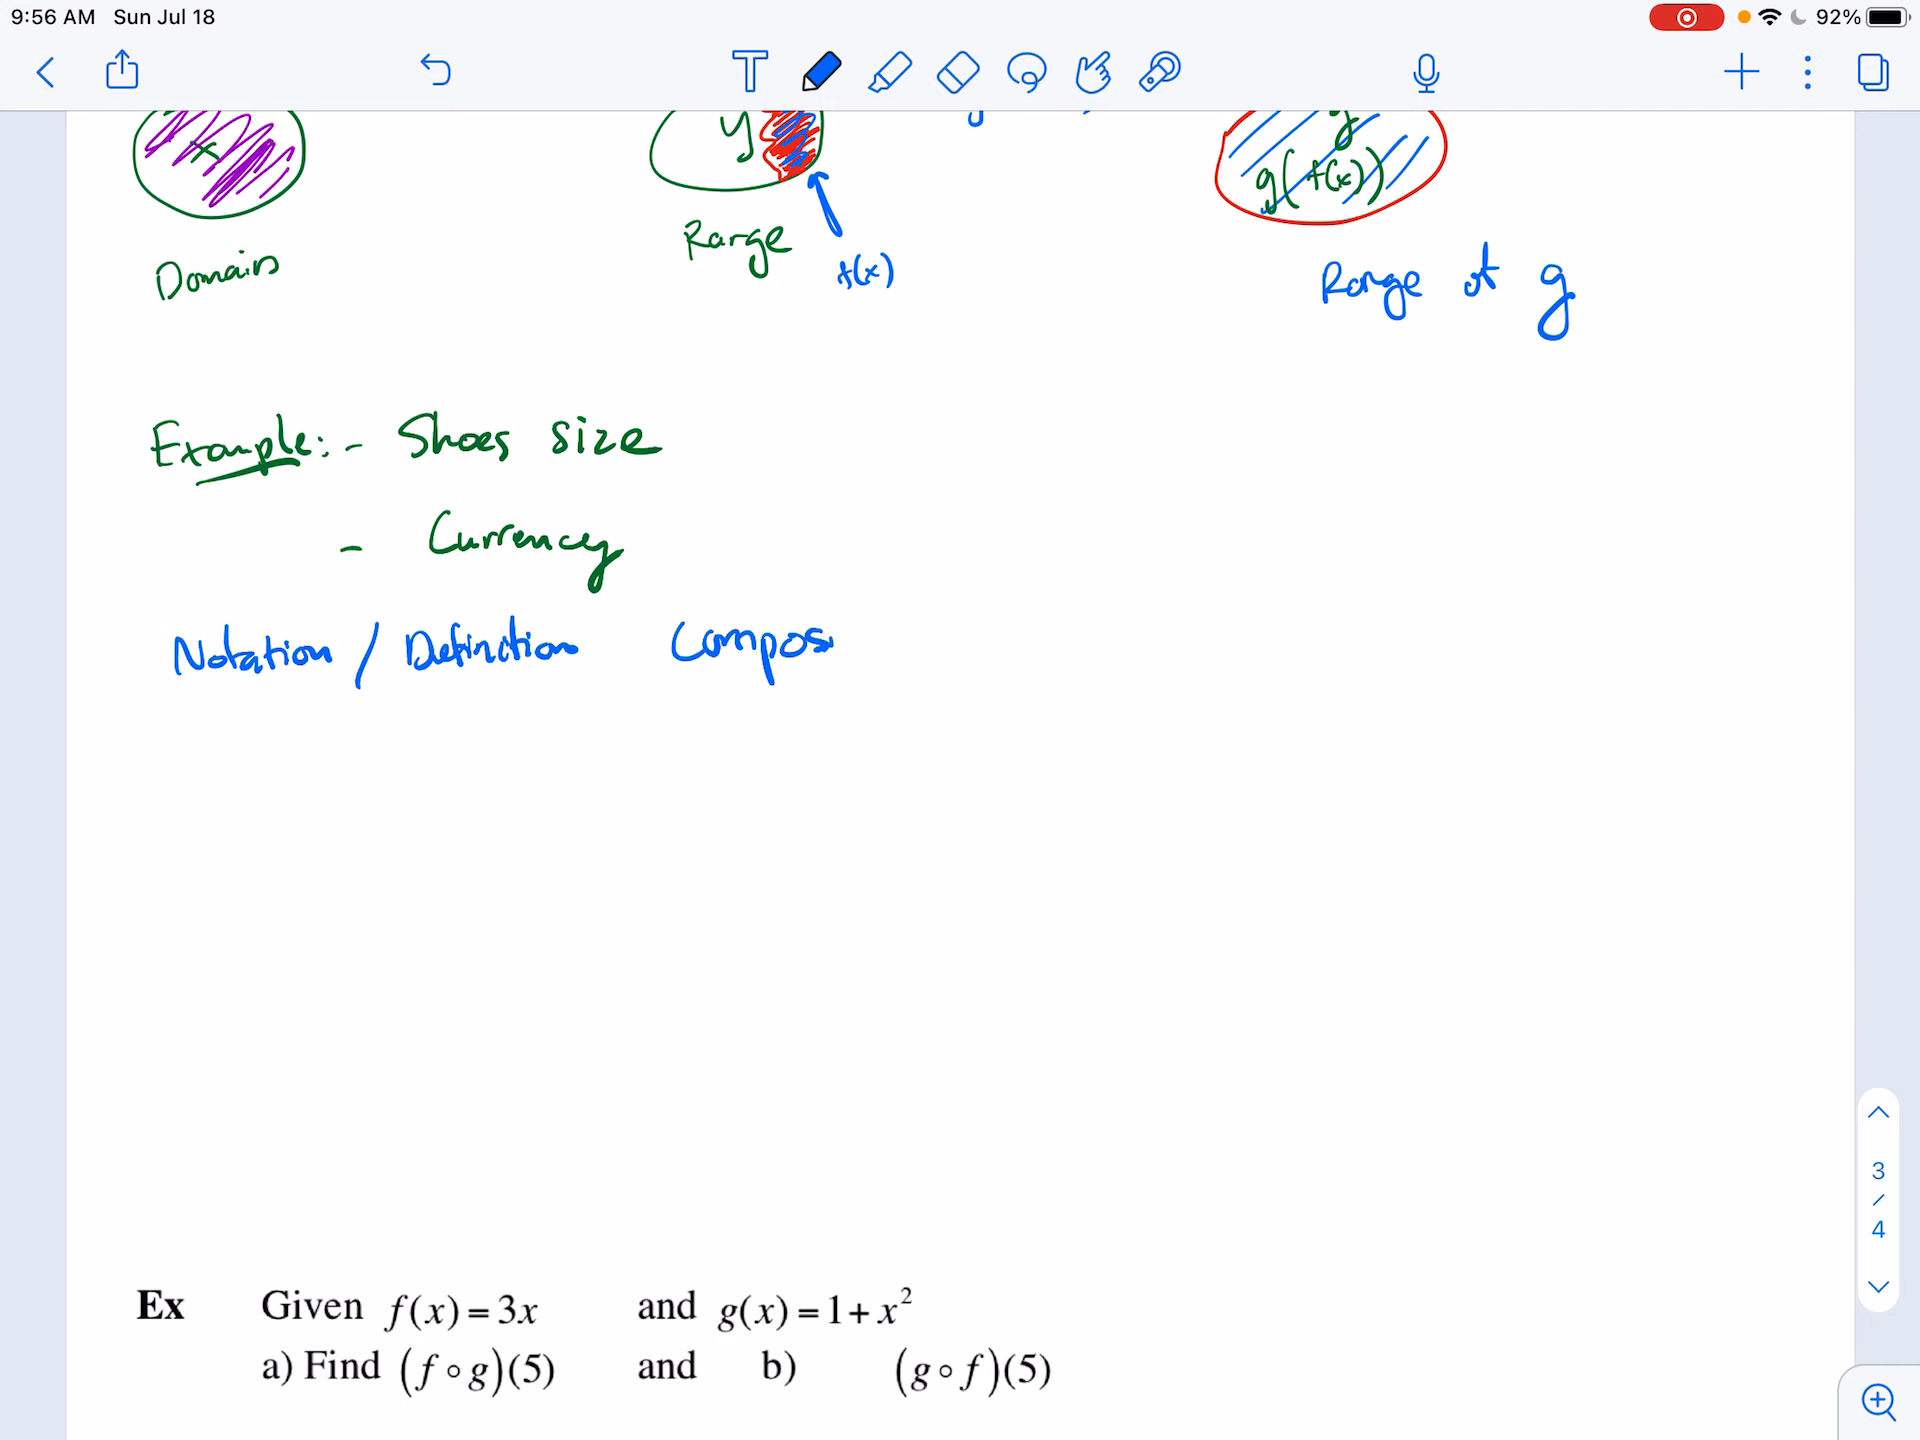 9:56 AM Sun Jul 18 92%
T
x
y
g(f(x))
Domain
Range
f(x)
Range of g
Example: - Shoes size
- Currency
Notation / Definition Compos
3
/
4
Ex Given f(x) = 3x and g(x) = 1 + x²
a) Find (f ∘ g)(5) and b) (g ∘ f)(5)